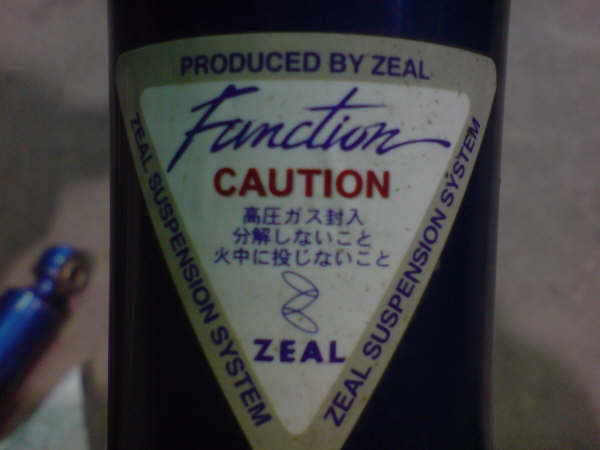 PRODUCED BY ZEAL
Function
CAUTION
高圧ガス封入
分解しないこと
火中に投じないこと
ZEAL
ZEAL SUSPENSION SYSTEM
ZEAL SUSPENSION SYSTEM